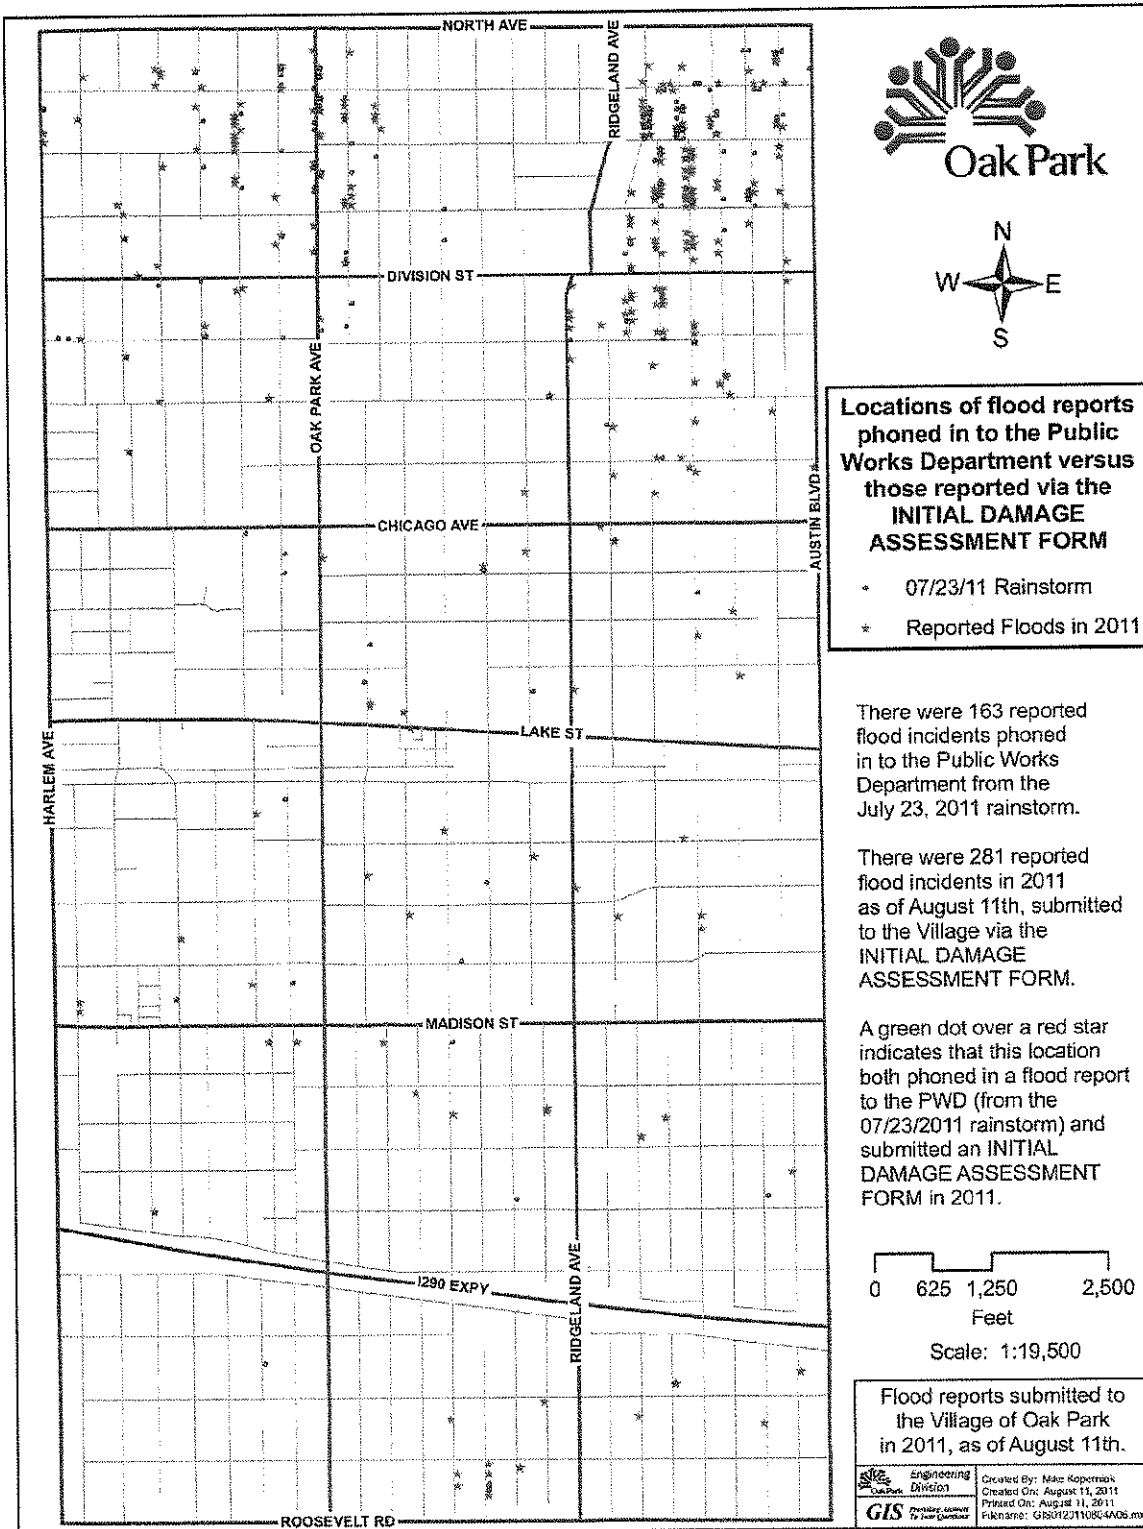 NORTH AVE
RIDGELAND AVE
Oak Park
N
W E
S
DIVISION ST
OAK PARK AVE
AUSTIN BLVD
CHICAGO AVE
Locations of flood reports
phoned in to the Public
Works Department versus
those reported via the
INITIAL DAMAGE
ASSESSMENT FORM
07/23/11 Rainstorm
Reported Floods in 2011
HARLEM AVE
LAKE ST
There were 163 reported
flood incidents phoned
in to the Public Works
Department from the
July 23, 2011 rainstorm.
There were 281 reported
flood incidents in 2011
as of August 11th, submitted
to the Village via the
INITIAL DAMAGE
ASSESSMENT FORM.
MADISON ST
A green dot over a red star
indicates that this location
both phoned in a flood report
to the PWD (from the
07/23/2011 rainstorm) and
submitted an INITIAL
DAMAGE ASSESSMENT
FORM in 2011.
I290 EXPY
RIDGELAND AVE
0 625 1,250 2,500
Feet
Scale: 1:19,500
Flood reports submitted to
the Village of Oak Park
in 2011, as of August 11th.
Oak Park
Engineering
Division
GIS
Created By: Mike Koperniak
Created On: August 11, 2011
Printed On: August 11, 2011
Filename:
ROOSEVELT RD